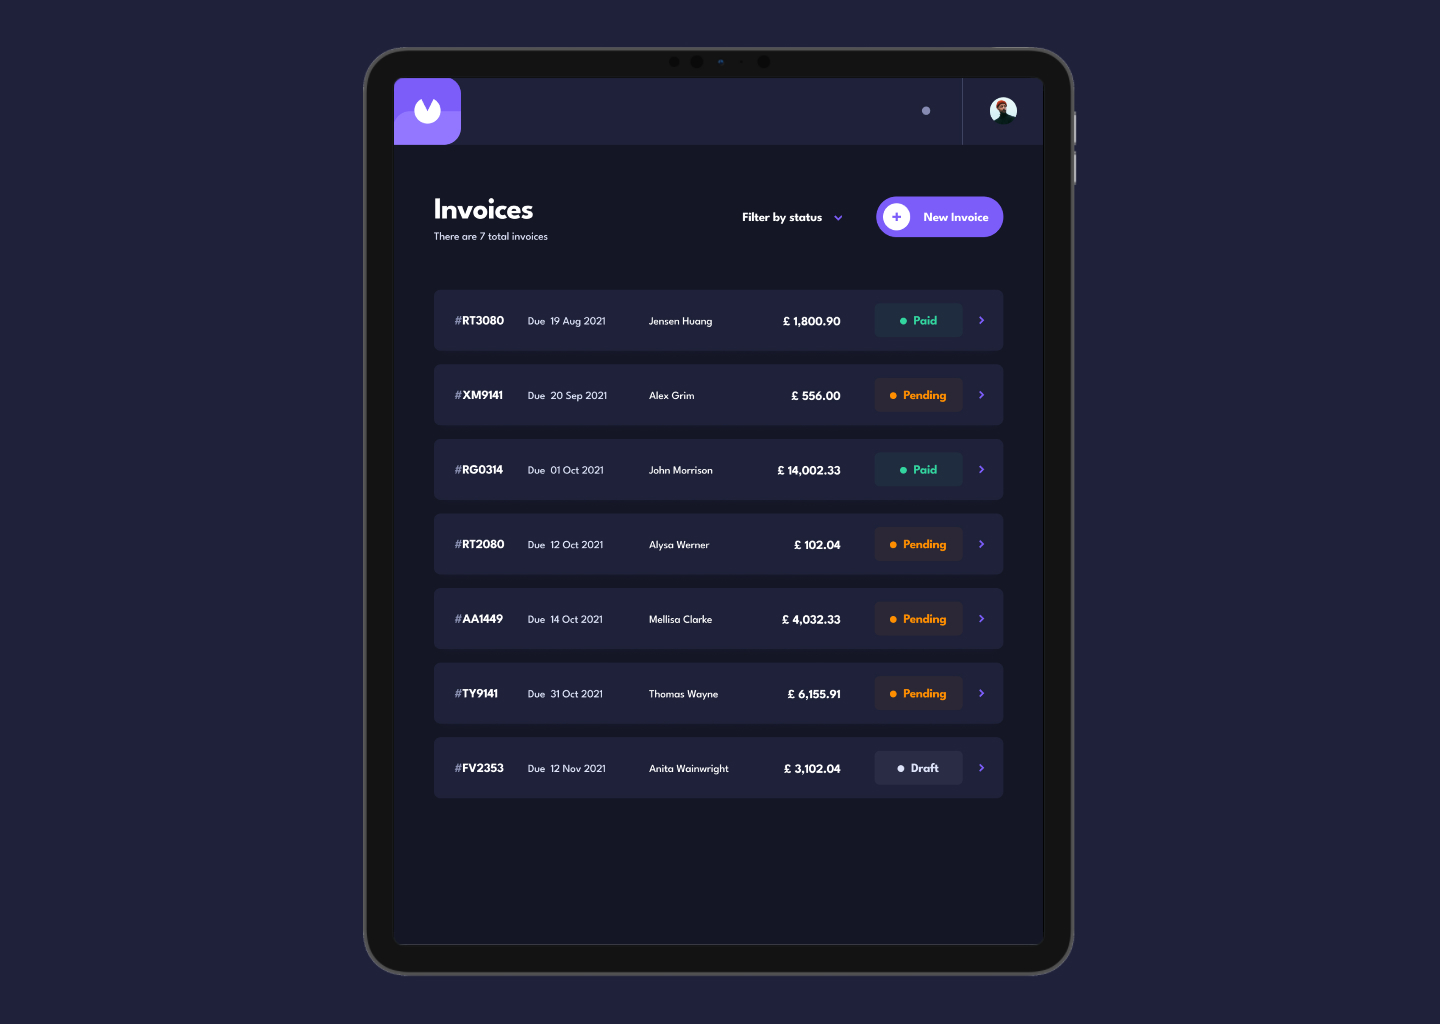 Invoices
There are 7 total invoices
Filter by status
New Invoice
#RT3080 Due 19 Aug 2021 Jensen Huang £ 1,800.90 Paid
#XM9141 Due 20 Sep 2021 Alex Grim £ 556.00 Pending
#RG0314 Due 01 Oct 2021 John Morrison £ 14,002.33 Paid
#RT2080 Due 12 Oct 2021 Alysa Werner £ 102.04 Pending
#AA1449 Due 14 Oct 2021 Mellisa Clarke £ 4,032.33 Pending
#TY9141 Due 31 Oct 2021 Thomas Wayne £ 6,155.91 Pending
#FV2353 Due 12 Nov 2021 Anita Wainwright £ 3,102.04 Draft